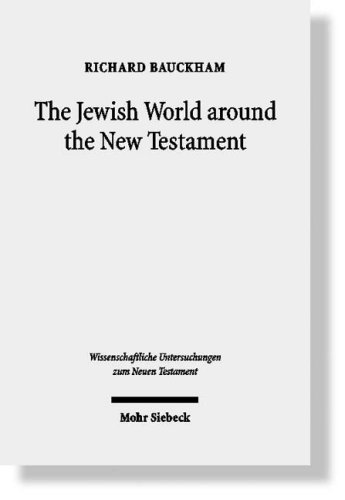 RICHARD BAUCKHAM
The Jewish World around
the New Testament
Wissenschaftliche Untersuchungen
zum Neuen Testament
Mohr Siebeck